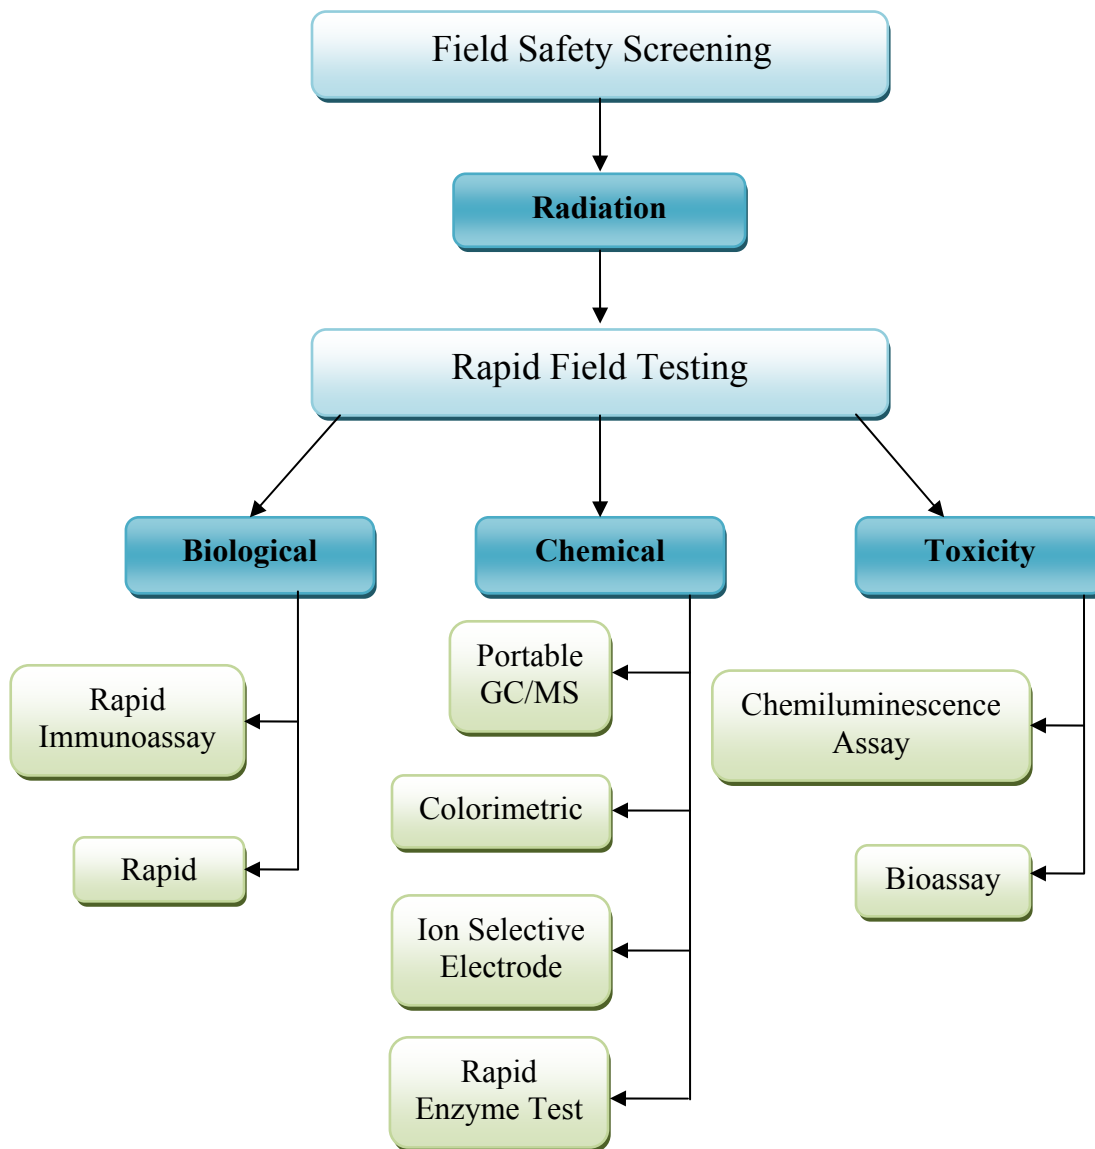 Field Safety Screening
Radiation
Rapid Field Testing
Biological
Rapid
Immunoassay
Rapid
Chemical
Portable
GC/MS
Colorimetric
Ion Selective
Electrode
Rapid
Enzyme Test
Toxicity
Chemiluminescence
Assay
Bioassay